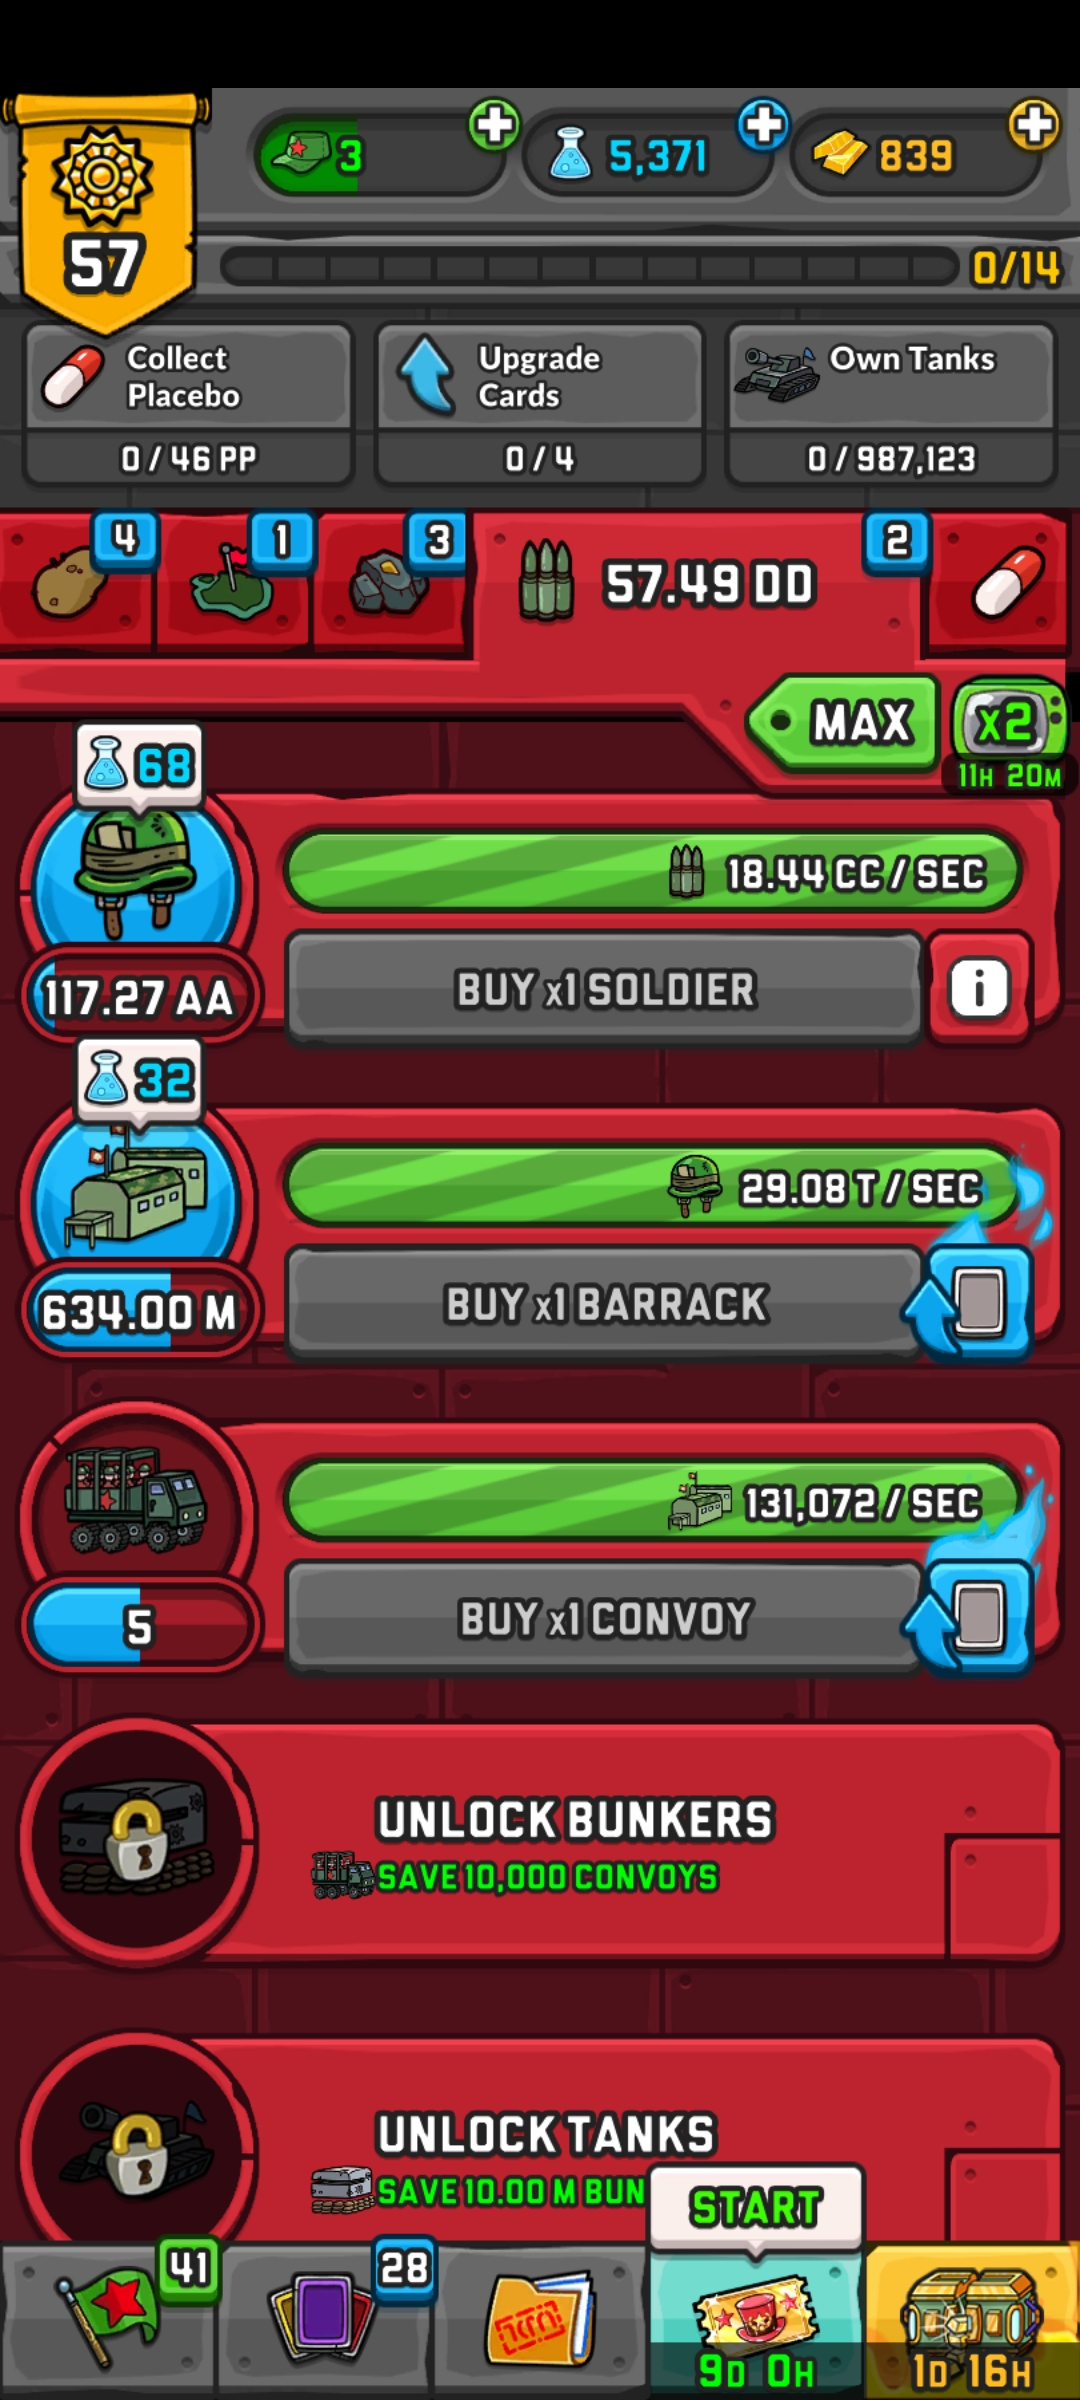 3
5,371
839
57
0/14
Collect
Placebo
0 / 46 PP
Upgrade
Cards
0 / 4
Own Tanks
0 / 987,123
4
1
3
57.49 DD
2
MAX
x2
11H 20M
68
18.44 CC / SEC
117.27 AA
BUY x1 SOLDIER
i
32
29.08 T / SEC
634.00 M
BUY x1 BARRACK
131,072 / SEC
5
BUY x1 CONVOY
UNLOCK BUNKERS
SAVE 10,000 CONVOYS
UNLOCK TANKS
SAVE 10.00 M BUN
START
41
28
9D 0H
1D 16H